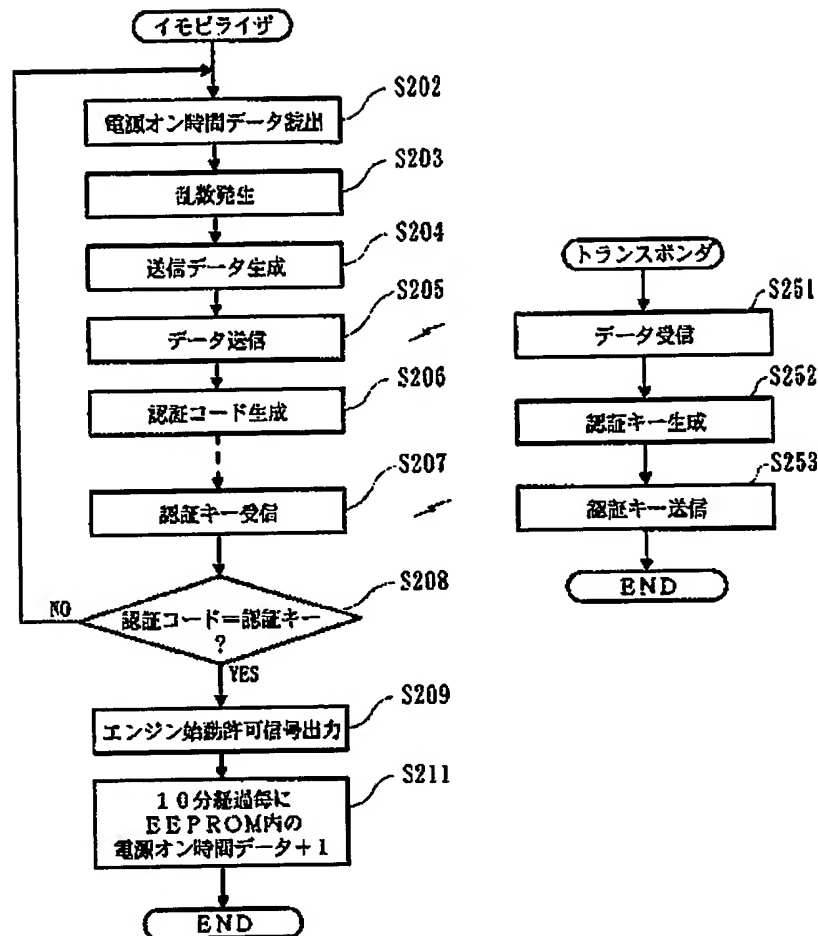 イモビライザ
S202
電源オン時間データ読出
S203
乱数発生
S204
送信データ生成
S205
データ送信
S206
認証コード生成
S207
認証キー受信
S208
認証コード=認証キー
?
NO
YES
S209
エンジン始動許可信号出力
S211
10分経過毎に
EEPROM内の
電源オン時間データ+1
END
トランスポンダ
S251
データ受信
S252
認証キー生成
S253
認証キー送信
END